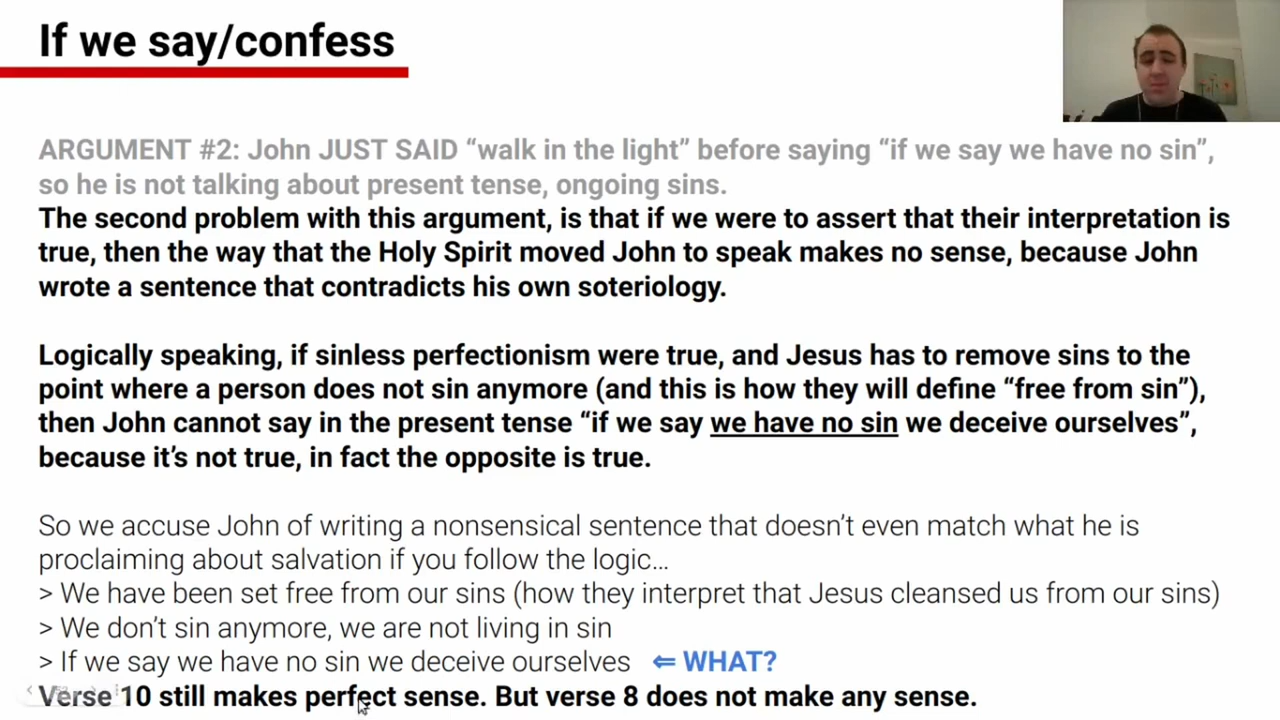 If we say/confess
ARGUMENT #2: John JUST SAID “walk in the light” before saying “if we say we have no sin”,
so he is not talking about present tense, ongoing sins.
The second problem with this argument, is that if we were to assert that their interpretation is
true, then the way that the Holy Spirit moved John to speak makes no sense, because John
wrote a sentence that contradicts his own soteriology.
Logically speaking, if sinless perfectionism were true, and Jesus has to remove sins to the
point where a person does not sin anymore (and this is how they will define “free from sin”),
then John cannot say in the present tense “if we say we have no sin we deceive ourselves”,
because it’s not true, in fact the opposite is true.
So we accuse John of writing a nonsensical sentence that doesn’t even match what he is
proclaiming about salvation if you follow the logic…
> We have been set free from our sins (how they interpret that Jesus cleansed us from our sins)
> We don’t sin anymore, we are not living in sin
> If we say we have no sin we deceive ourselves ⇐ WHAT?
Verse 10 still makes perfect sense. But verse 8 does not make any sense.